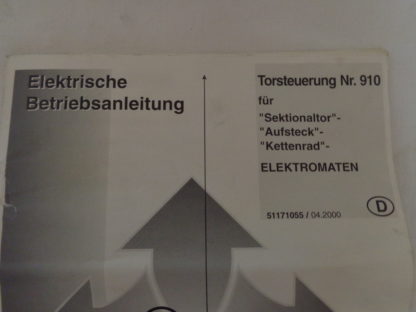 Elektrische
Betriebsanleitung
Torsteuerung Nr. 910
für
"Sektionaltor"-
"Aufsteck"-
"Kettenrad"-
ELEKTROMATEN
51171055 / 04.2000
D